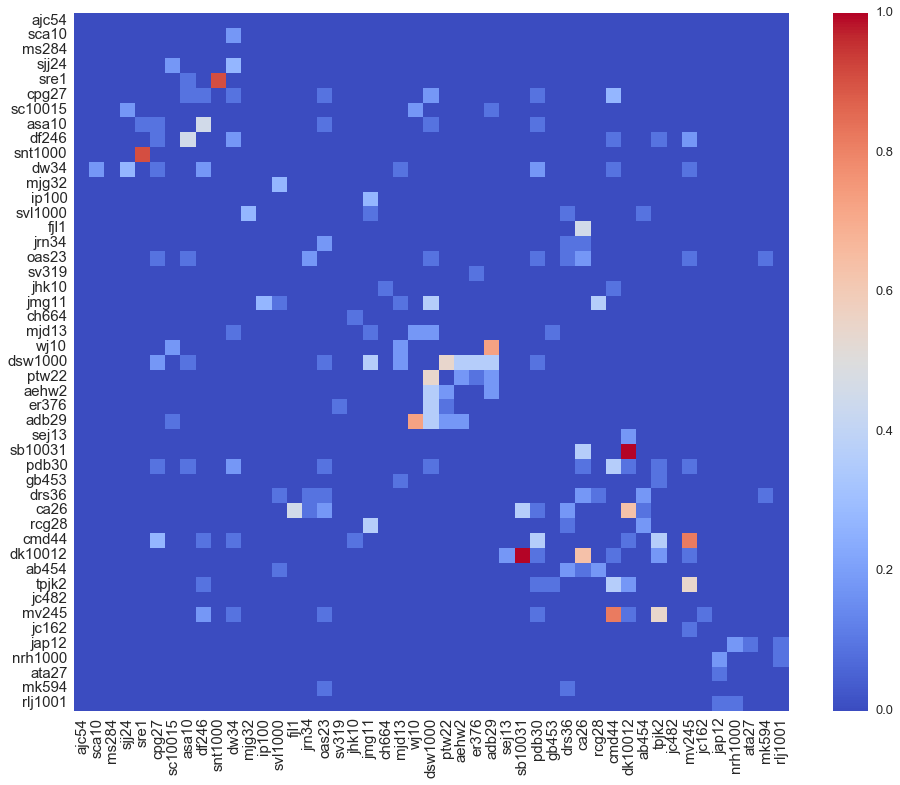 ajc54
sca10
ms284
sjj24
sre1
cpg27
sc10015
asa10
df246
snt1000
dw34
mjg32
ip100
svl1000
fjl1
jrn34
oas23
sv319
jhk10
jmg11
ch664
mjd13
wj10
dsw1000
ptw22
aehw2
er376
adb29
sej13
sb10031
pdb30
gb453
drs36
ca26
rcg28
cmd44
dk10012
ab454
tpjk2
jc482
mv245
jc162
jap12
nrh1000
ata27
mk594
rlj1001
ajc54
sca10
ms284
sjj24
sre1
cpg27
sc10015
asa10
df246
snt1000
dw34
mjg32
ip100
svl1000
fjl1
jrn34
oas23
sv319
jhk10
jmg11
ch664
mjd13
wj10
dsw1000
ptw22
aehw2
er376
adb29
sej13
sb10031
pdb30
gb453
drs36
ca26
rcg28
cmd44
dk10012
ab454
tpjk2
jc482
mv245
jc162
jap12
nrh1000
ata27
mk594
rlj1001
1.0
0.8
0.6
0.4
0.2
0.0